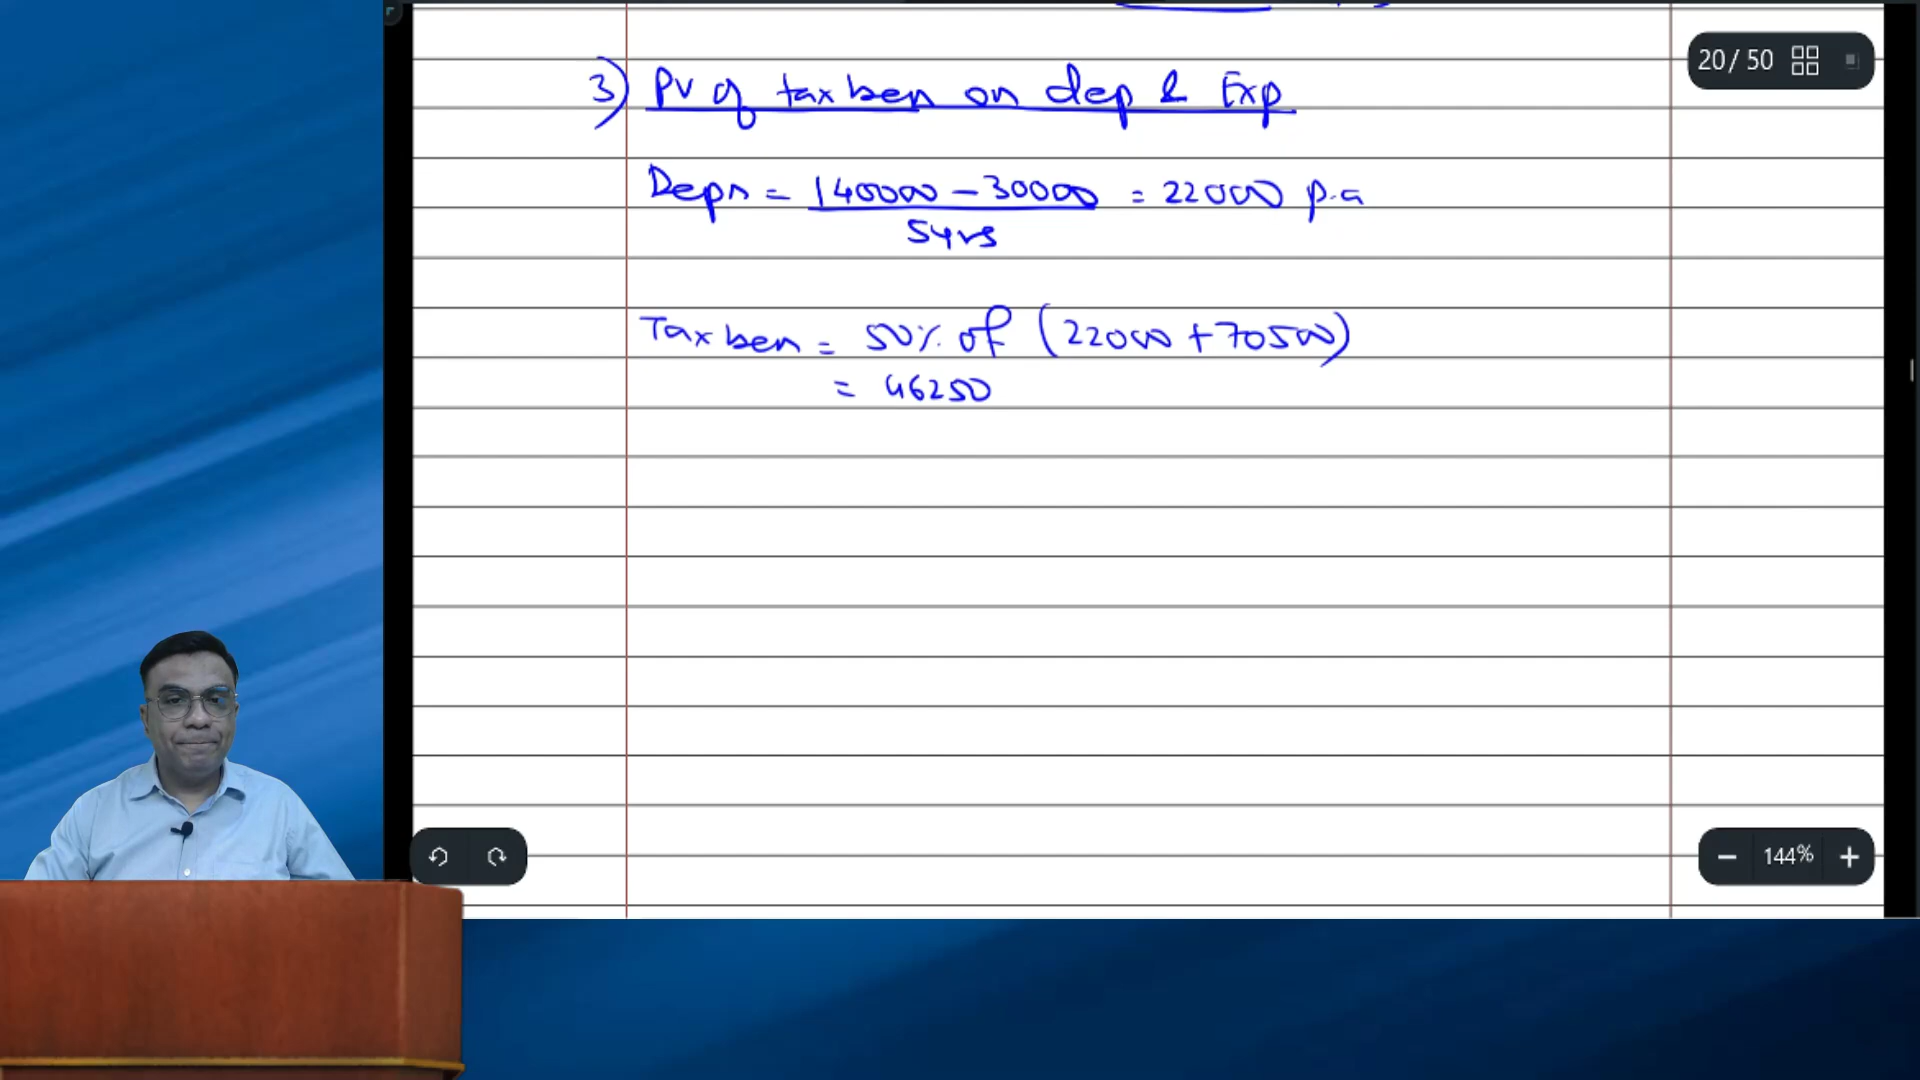 20 / 50
3) PV of tax ben on dep & Exp
Depn = 140000 - 30000 = 22000 p.a
5yrs
Tax ben = 50% of (22000 + 70500)
= 46250
144%